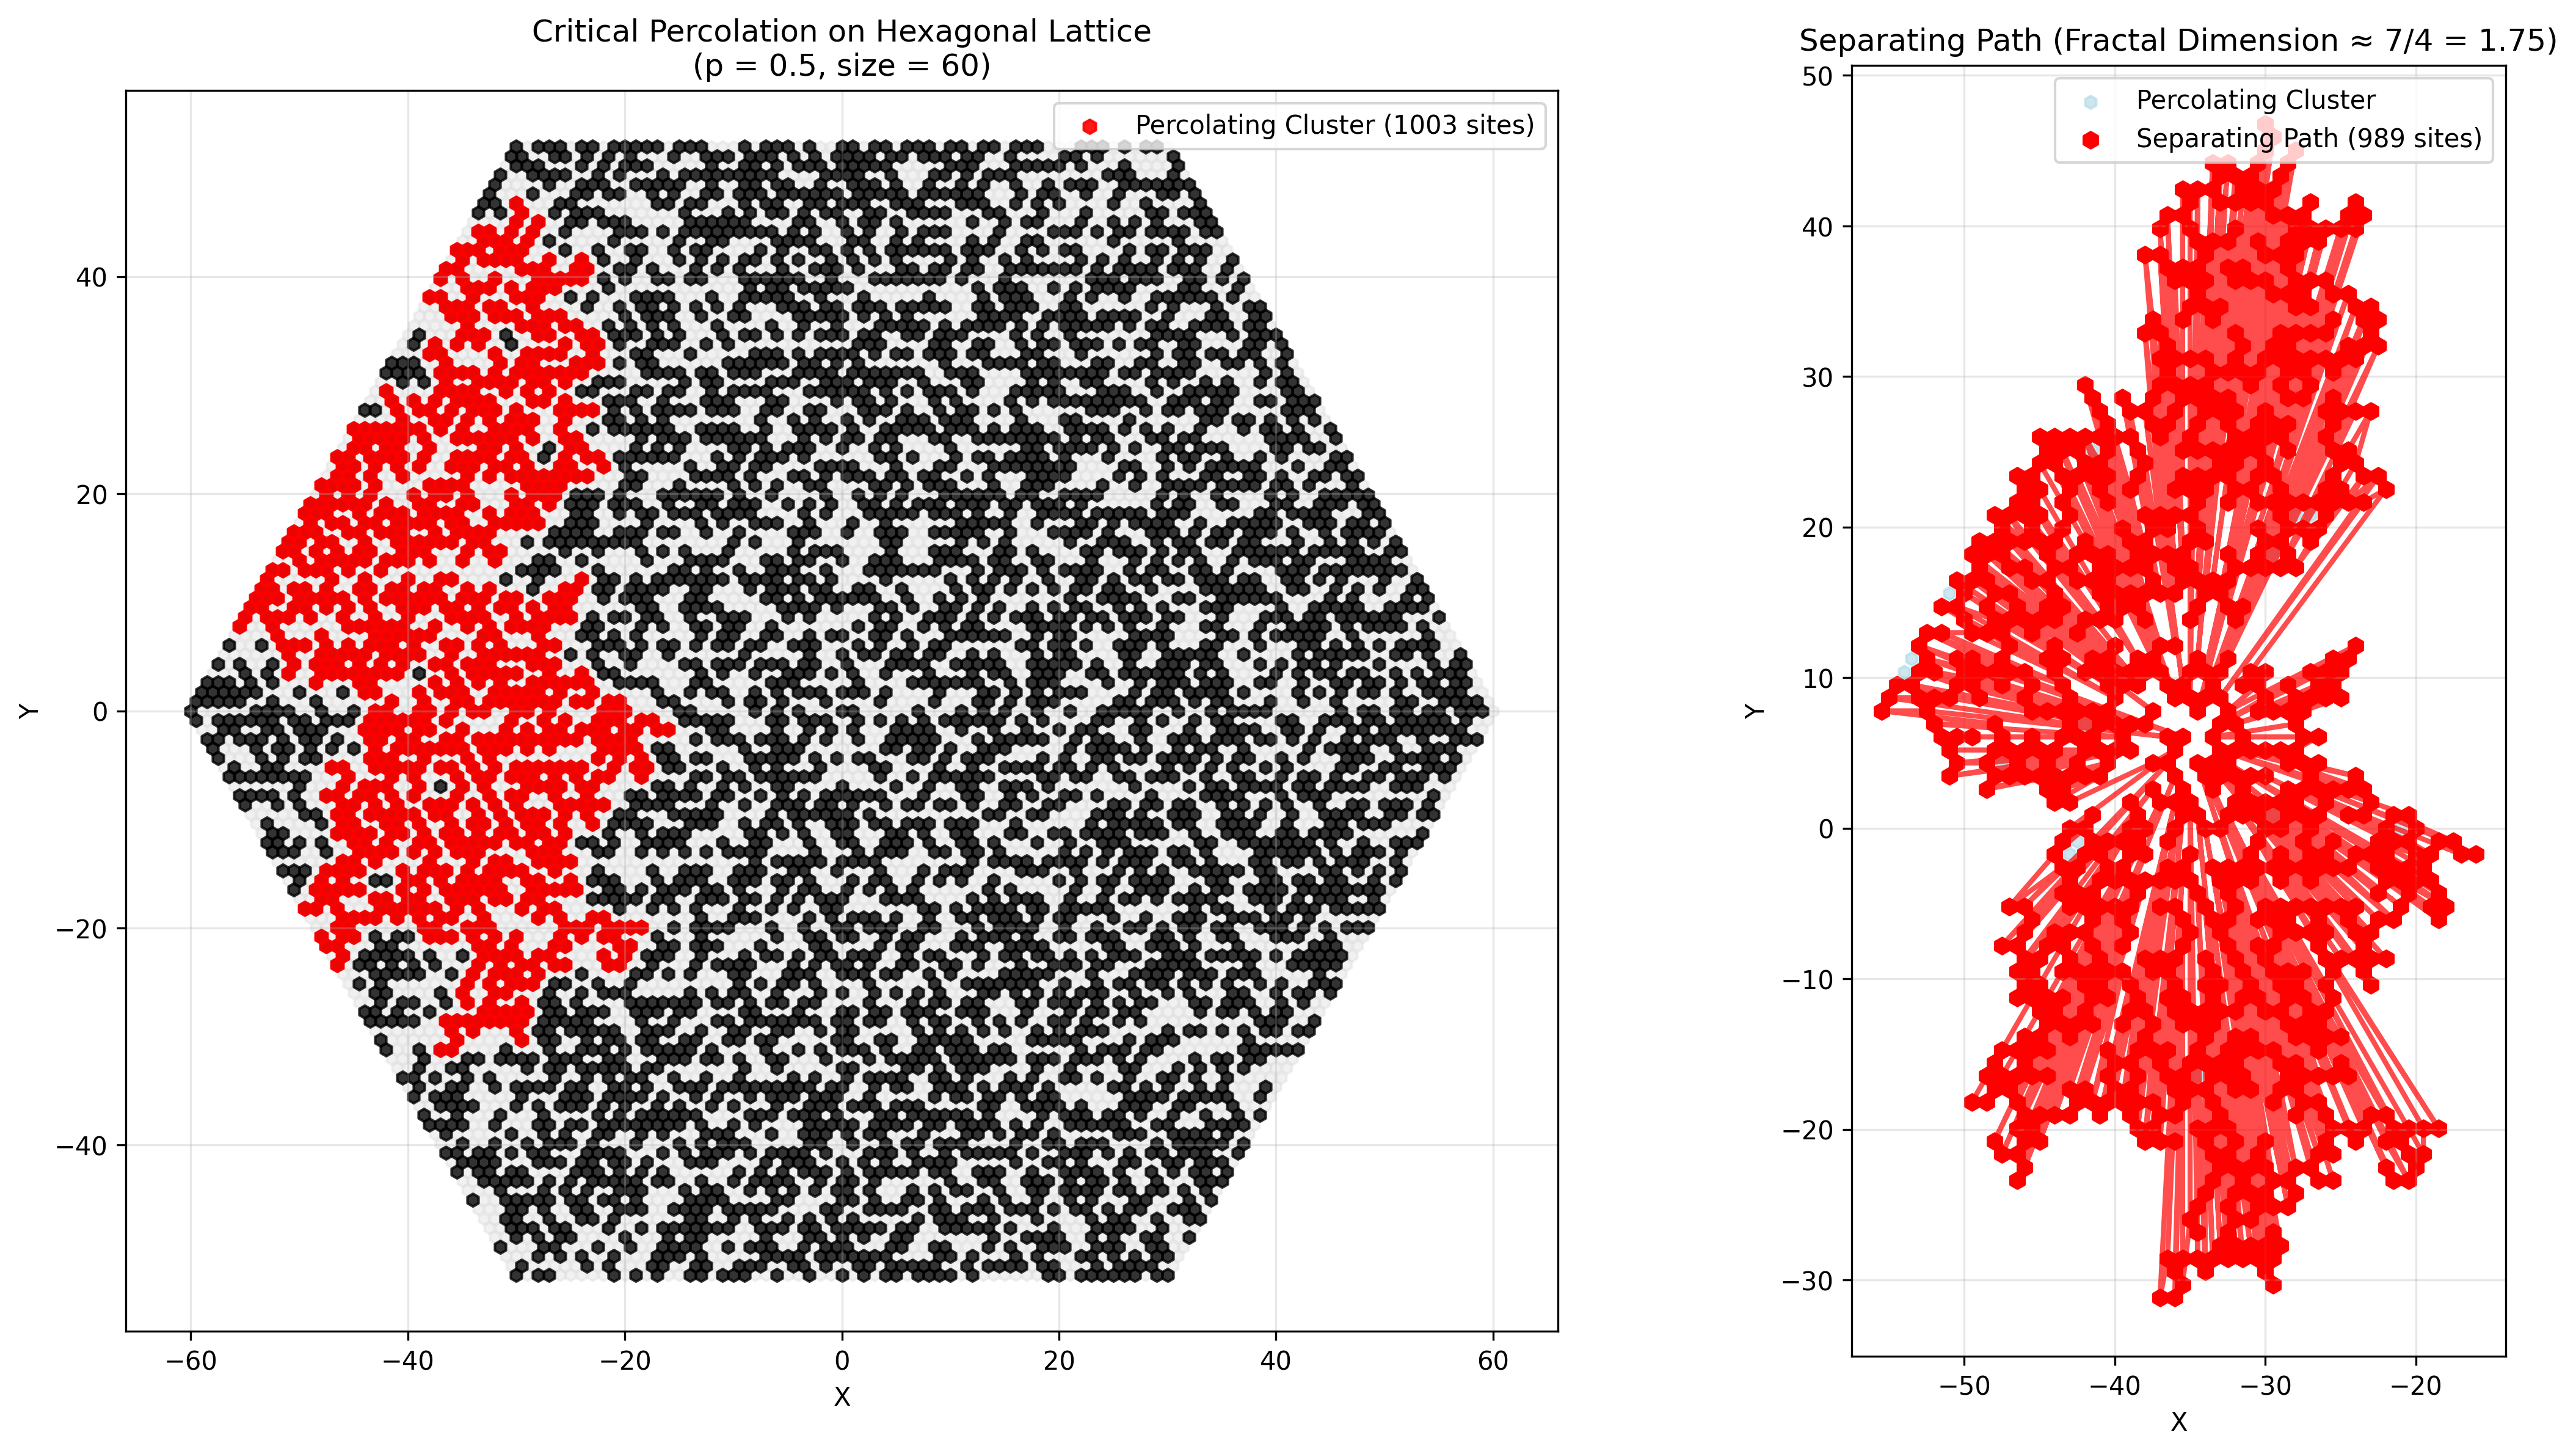 Critical Percolation on Hexagonal Lattice
(p = 0.5, size = 60)
Percolating Cluster (1003 sites)
40
20
0
−20
−40
Y
−60
−40
−20
0
20
40
60
X
Separating Path (Fractal Dimension ≈ 7/4 = 1.75)
Percolating Cluster
Separating Path (989 sites)
50
40
30
20
10
0
−10
−20
−30
Y
−50
−40
−30
−20
X